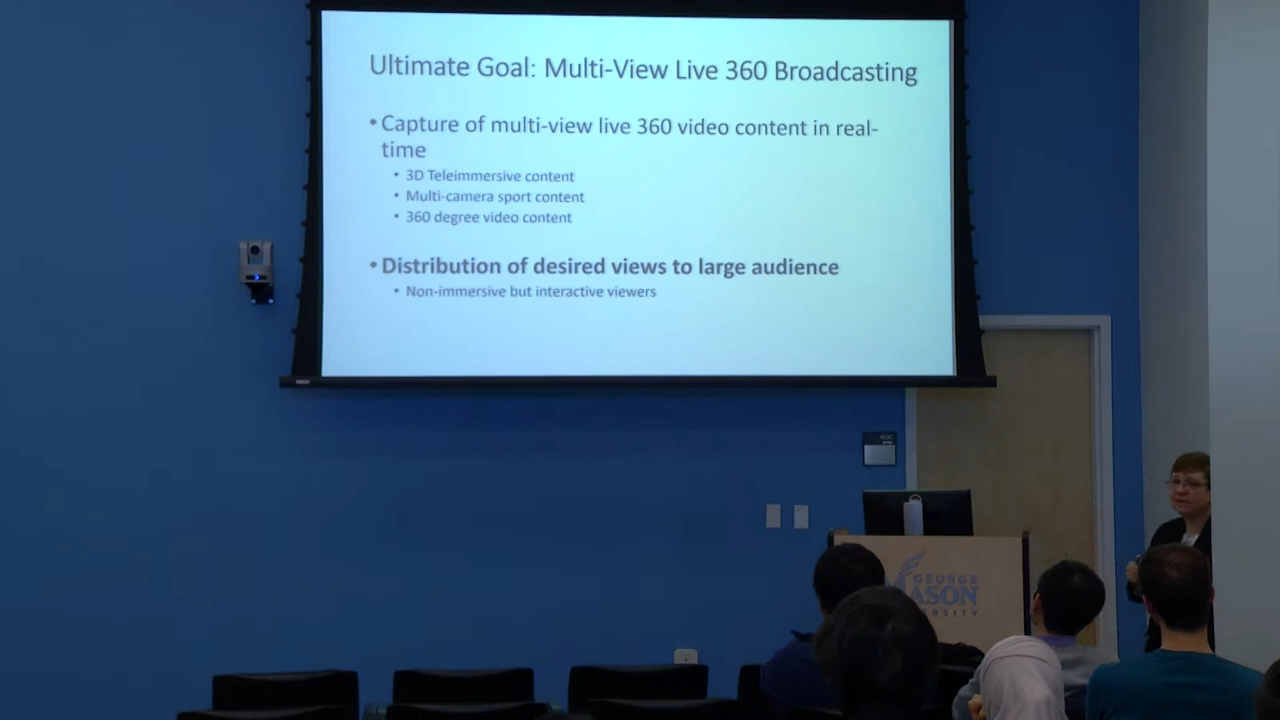 Ultimate Goal: Multi-View Live 360 Broadcasting
• Capture of multi-view live 360 video content in real-
time
• 3D Teleimmersive content
• Multi-camera sport content
• 360 degree video content
• Distribution of desired views to large audience
• Non-immersive but interactive viewers
GEORGE